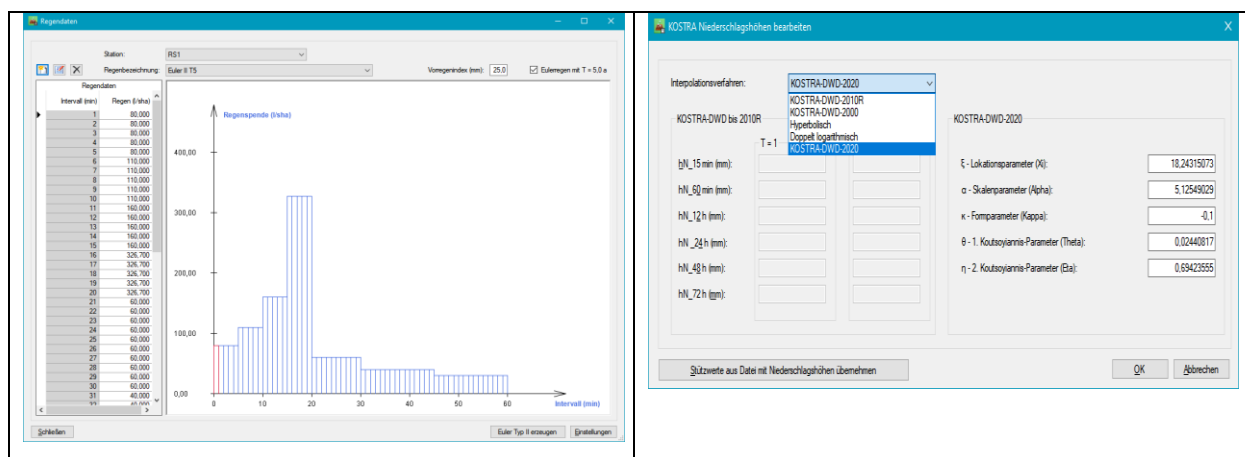 Regendaten
Station: RS1
Regenbezeichnung: Euler II T5 Vorregenindex (mm): 25,0 Eulerregen mit T = 5,0 a
Regendaten
Intervall (min) Regen (l/sha)
1 80,000
2 80,000
3 80,000
4 80,000
5 80,000
6 110,000
7 110,000
8 110,000
9 110,000
10 110,000
11 160,000
12 160,000
13 160,000
14 160,000
15 160,000
16 326,700
17 326,700
18 326,700
19 326,700
20 326,700
21 60,000
22 60,000
23 60,000
24 60,000
25 60,000
26 60,000
27 60,000
28 60,000
29 60,000
30 60,000
31 40,000
32 40,000
Regenspende (l/sha)
400,00
300,00
200,00
100,00
0,00
0 10 20 30 40 50 60 Intervall (min)
Schließen Euler Typ II erzeugen Einstellungen
KOSTRA Niederschlagshöhen bearbeiten
Interpolationsverfahren: KOSTRA-DWD-2020
KOSTRA-DWD-2010R
KOSTRA-DWD-2000
Hyperbolisch
Doppelt logarithmisch
KOSTRA-DWD-2020
KOSTRA-DWD bis 2010R
T = 1
hN_15 min (mm):
hN_60 min (mm):
hN_12 h (mm):
hN_24 h (mm):
hN_48 h (mm):
hN_72 h (mm):
KOSTRA-DWD-2020
ξ - Lokationsparameter (Xi): 18,24315073
α - Skalenparameter (Alpha): 5,12549029
κ - Formparameter (Kappa): -0,1
θ - 1. Koutsoyiannis-Parameter (Theta): 0,02440817
η - 2. Koutsoyiannis-Parameter (Eta): 0,69423555
Stützwerte aus Datei mit Niederschlagshöhen übernehmen OK Abbrechen